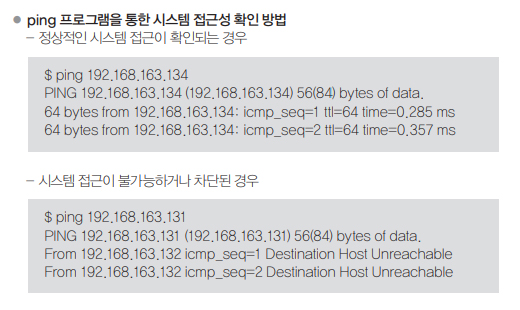 ● ping 프로그램을 통한 시스템 접근성 확인 방법
– 정상적인 시스템 접근이 확인되는 경우
$ ping 192.168.163.134
PING 192.168.163.134 (192.168.163.134) 56(84) bytes of data.
64 bytes from 192.168.163.134: icmp_seq=1 ttl=64 time=0.285 ms
64 bytes from 192.168.163.134: icmp_seq=2 ttl=64 time=0.357 ms
– 시스템 접근이 불가능하거나 차단된 경우
$ ping 192.168.163.131
PING 192.168.163.131 (192.168.163.131) 56(84) bytes of data.
From 192.168.163.132 icmp_seq=1 Destination Host Unreachable
From 192.168.163.132 icmp_seq=2 Destination Host Unreachable